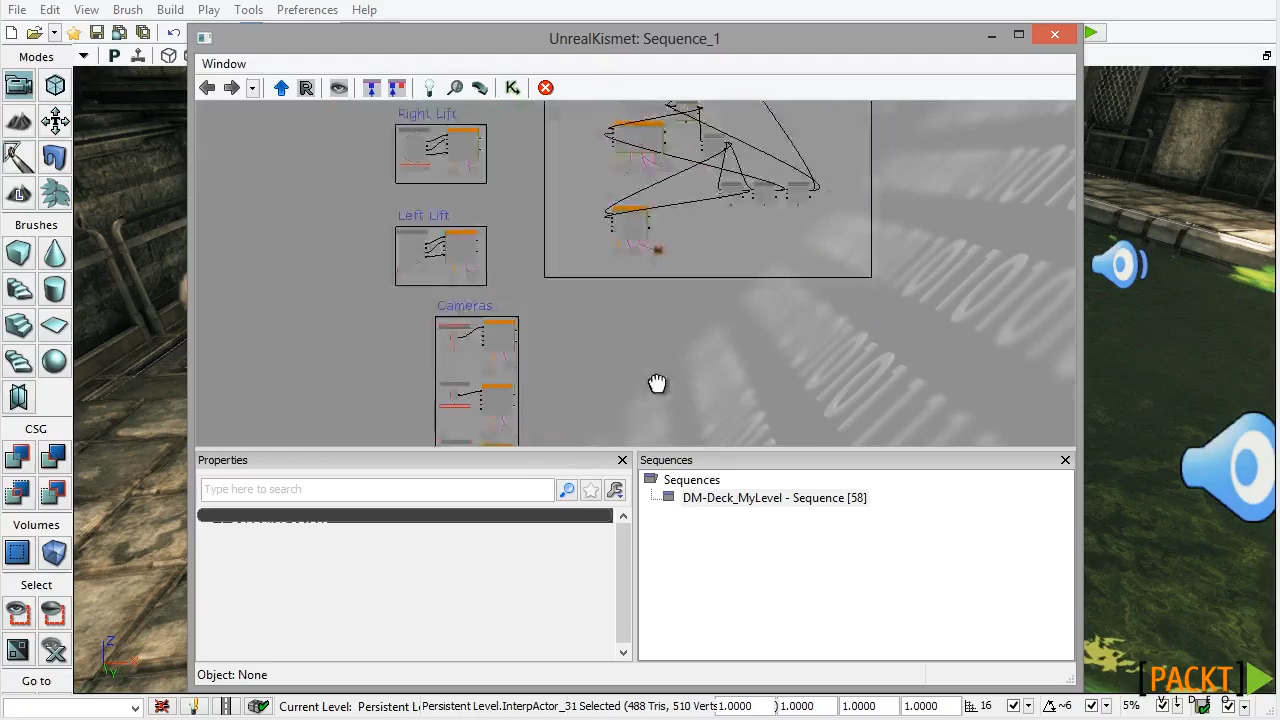 File Edit View Brush Build Play Tools Preferences Help
UnrealKismet: Sequence_1
Modes
P
Window
R
K
Right Lift
Left Lift
Cameras
Brushes
CSG
Volumes
Select
Go to
Properties
Type here to search
Sequences
Sequences
DM-Deck_MyLevel - Sequence [58]
Object: None
Z
X
Y
[PACKT]
Current Level: Persistent L Persistent Level.InterpActor_31 Selected (488 Tris, 510 Verts 1.0000 1.0000 1.0000 1.0000 16 ~6 5%